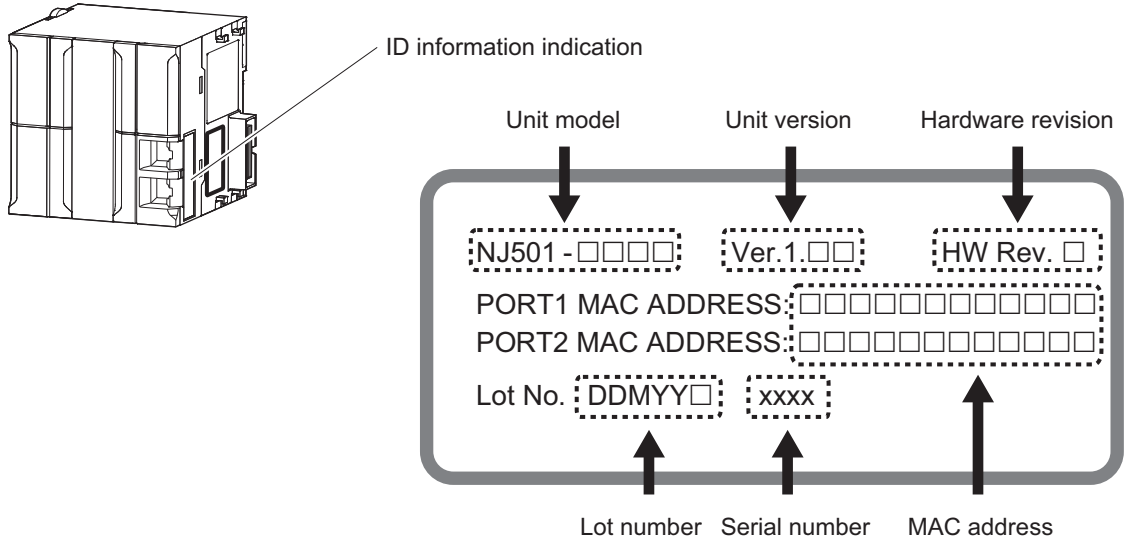 ID information indication
Unit model Unit version Hardware revision
NJ501-□□□□ Ver.1.□□ HW Rev. □
PORT1 MAC ADDRESS: □□□□□□□□□□□□
PORT2 MAC ADDRESS: □□□□□□□□□□□□
Lot No. DDMYY□ xxxx
Lot number Serial number MAC address